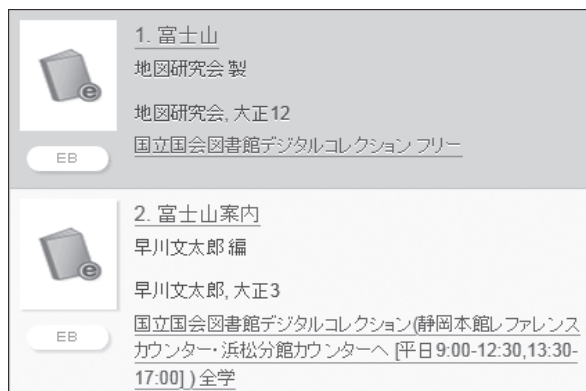 1. 富士山
地図研究会 製
地図研究会, 大正12
国立国会図書館デジタルコレクション フリー
EB
2. 富士山案内
早川文太郎 編
早川文太郎, 大正3
国立国会図書館デジタルコレクション(静岡本館レファレンス
カウンター・浜松分館カウンターへ [平日9:00-12:30,13:30-
17:00] ) 全学
EB